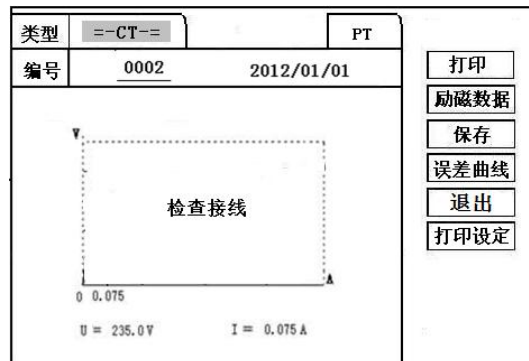 类型 =-CT-= PT
编号 0002 2012/01/01
打印
励磁数据
保存
误差曲线
退出
打印设定
V
检查接线
A
0 0.075
U = 235.0V I = 0.075A